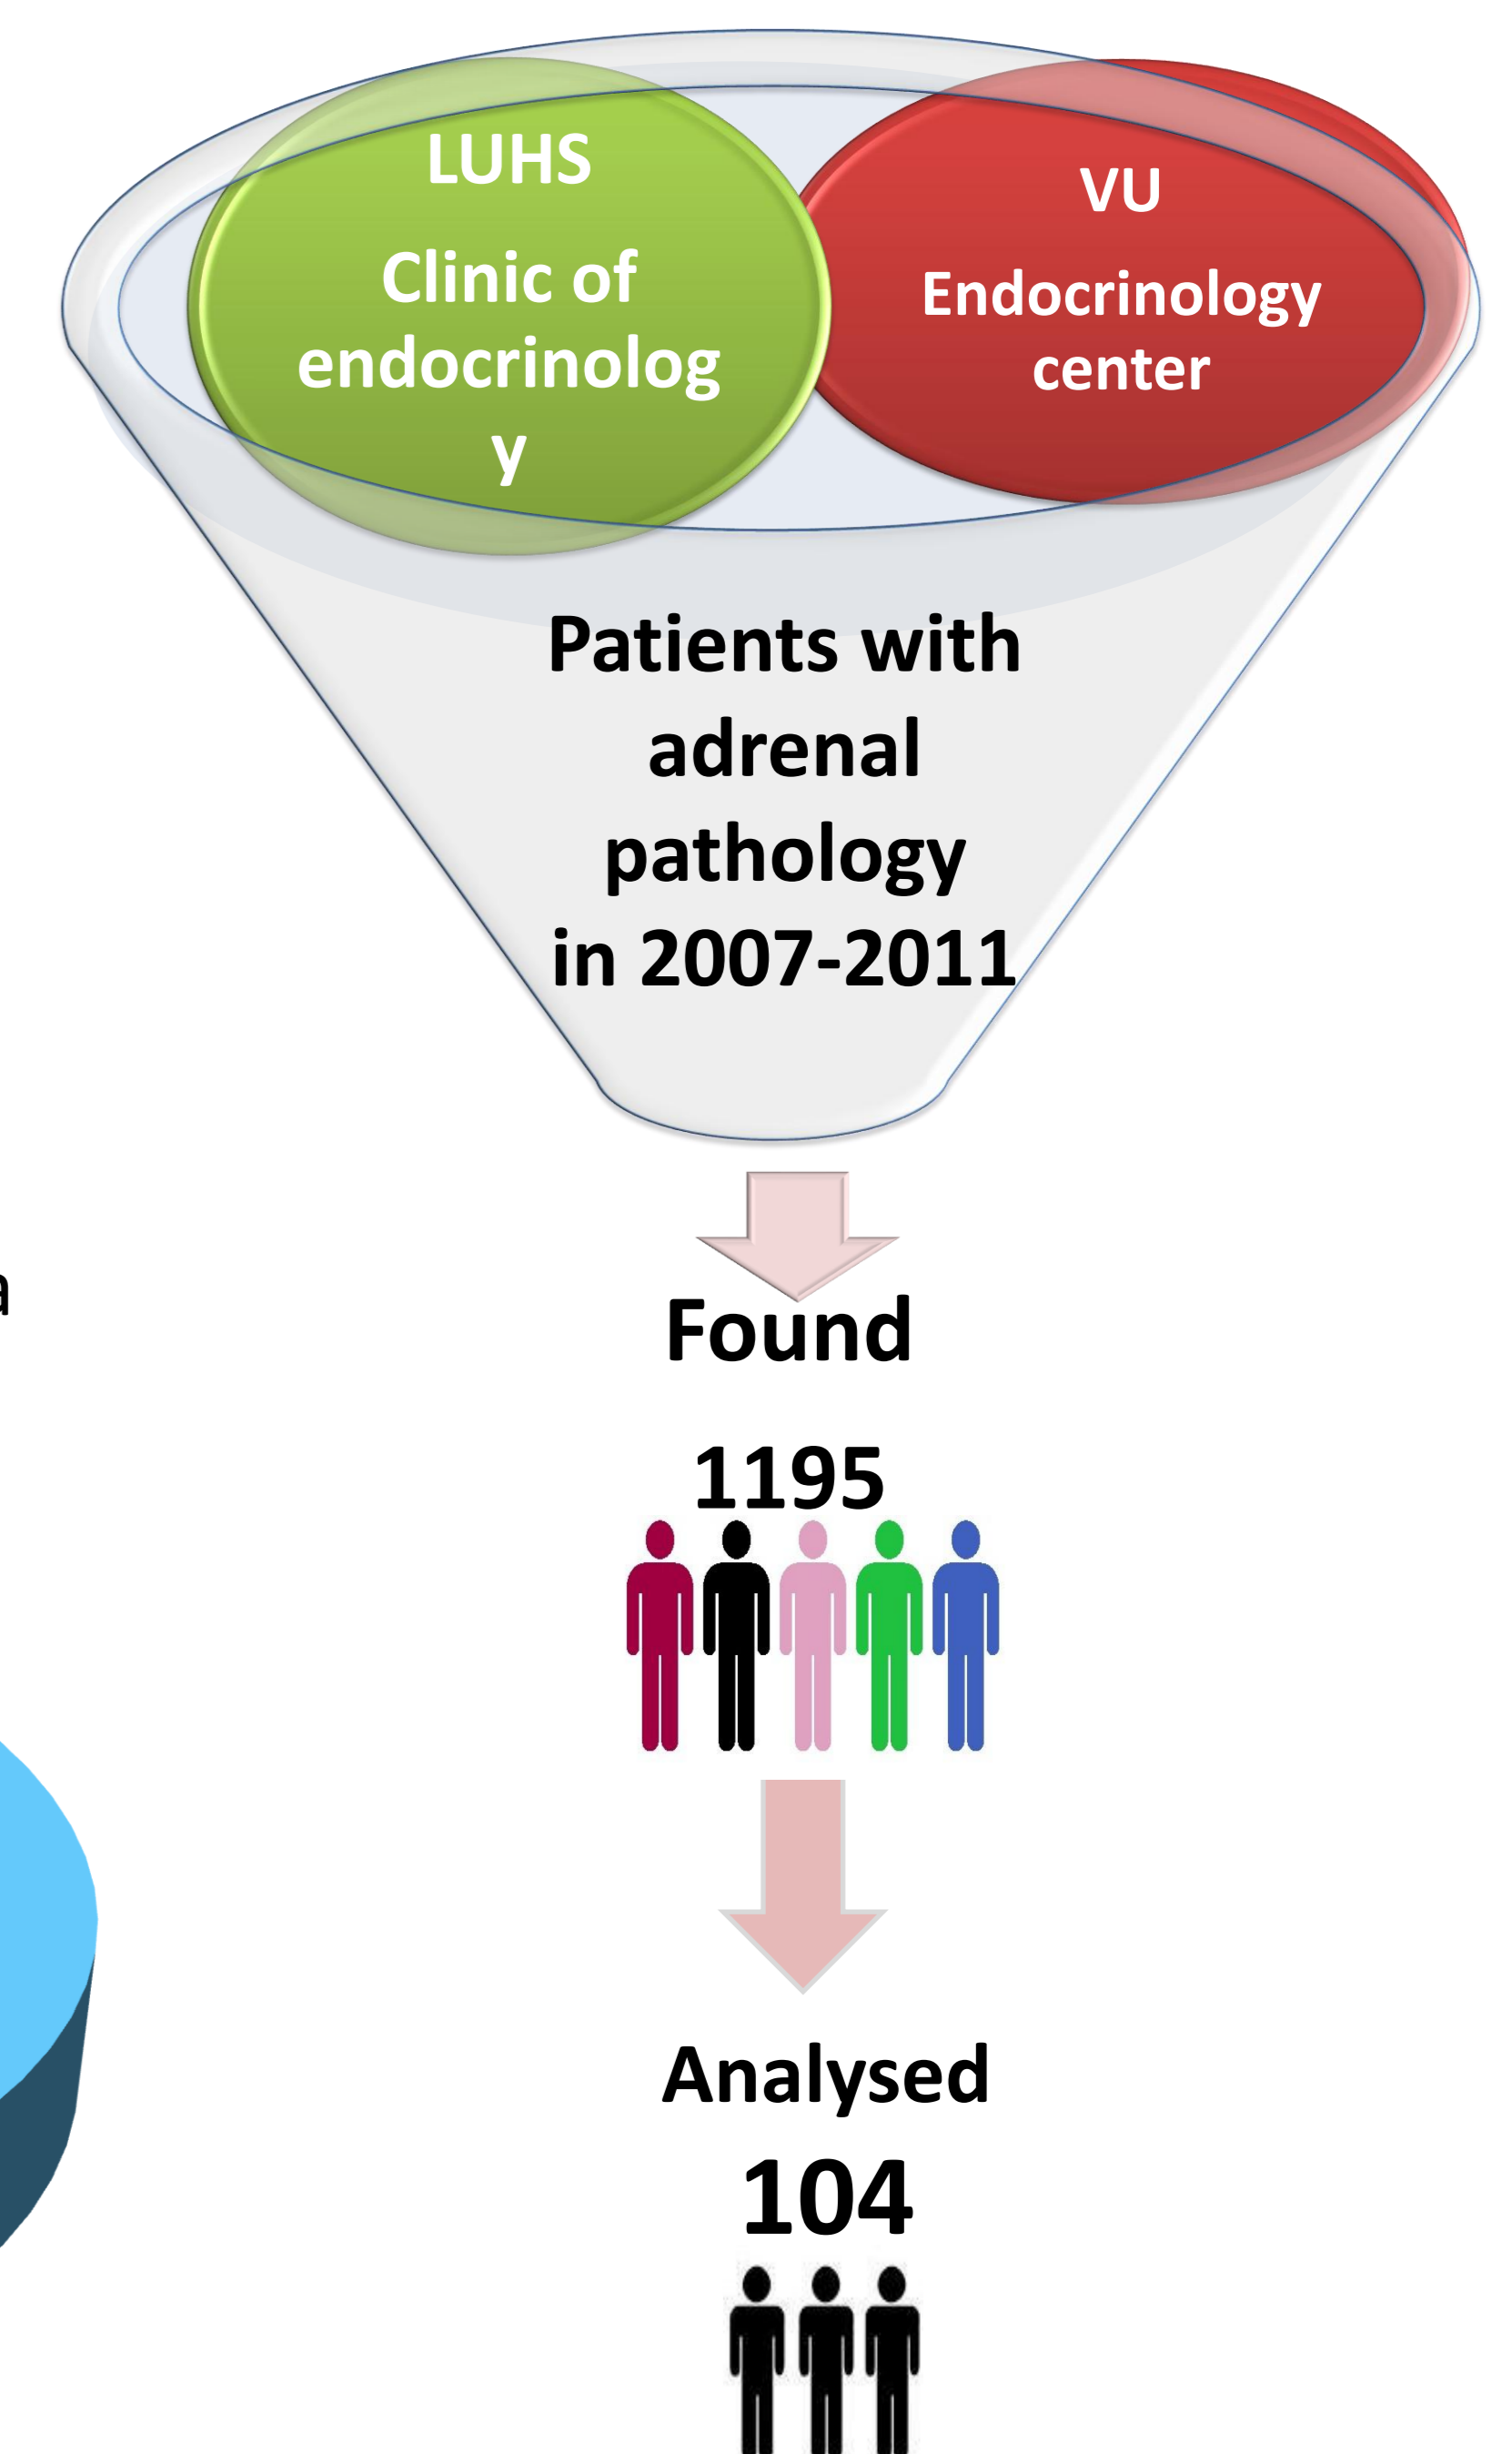 LUHS
Clinic of
endocrinolog
y
VU
Endocrinology
center
Patients with
adrenal
pathology
in 2007-2011
Found
1195
Analysed
104